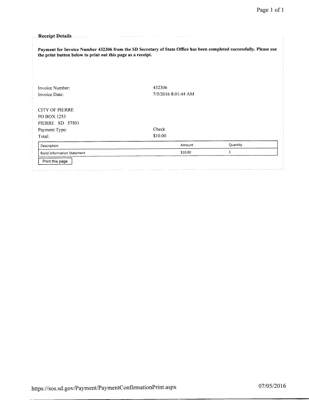 Page 1 of 1
Receipt Details
Payment for Invoice Number 432306 from the SD Secretary of State Office has been completed successfully. Please use
the print button below to print out this page as a receipt.
Invoice Number: 432306
Invoice Date: 7/5/2016 8:01:44 AM
CITY OF PIERRE
PO BOX 1253
PIERRE SD 57501
Payment Type: Check
Total: $10.00
Description Amount Quantity
Bond Information Statement $10.00 1
Print this page
https://sos.sd.gov/Payment/PaymentConfirmationPrint.aspx 07/05/2016